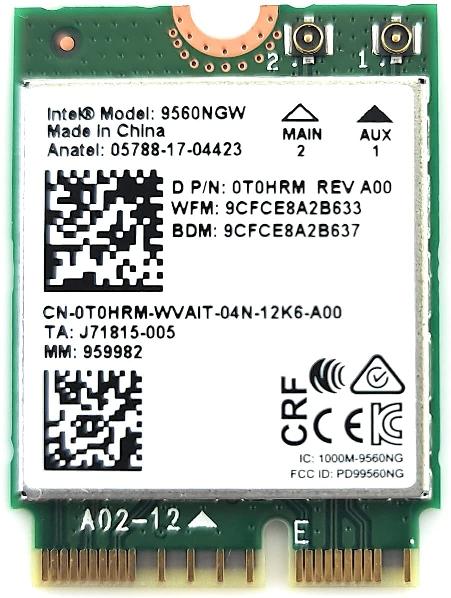 2 1
Intel® Model: 9560NGW
Made in China
Anatel: 05788-17-04423
MAIN
2
AUX
1
D P/N: 0T0HRM REV A00
WFM: 9CFCE8A2B633
BDM: 9CFCE8A2B637
CN-0T0HRM-WVAIT-04N-12K6-A00
TA: J71815-005
MM: 959982
CRF
CE
IC: 1000M-9560NG
FCC ID: PD99560NG
A02-12
E